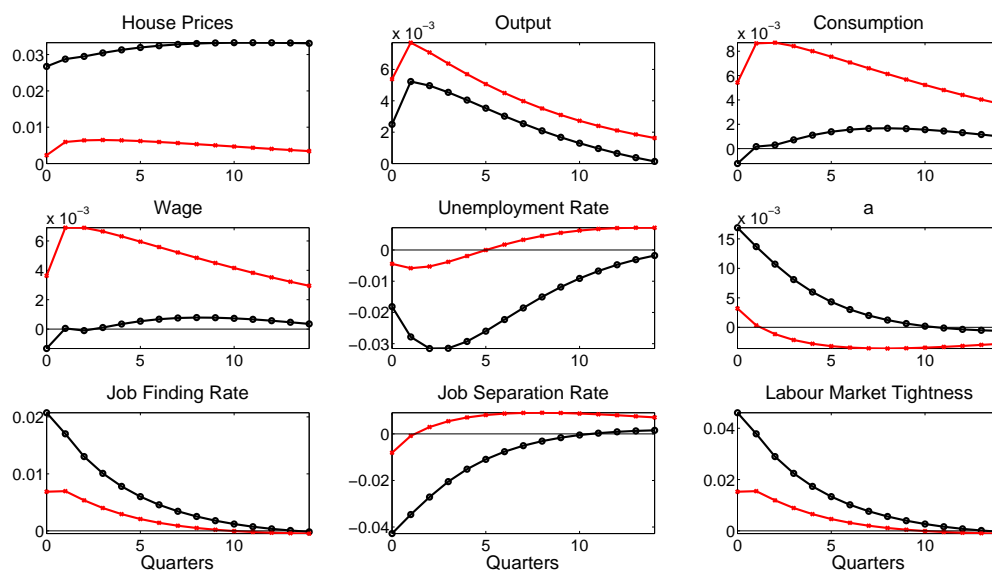 House Prices
0.03
0.02
0.01
0
0 5 10
Output
x 10⁻³
6
4
2
0
0 5 10
Consumption
x 10⁻³
8
6
4
2
0
0 5 10
Wage
x 10⁻³
6
4
2
0
0 5 10
Unemployment Rate
0
−0.01
−0.02
−0.03
0 5 10
a
x 10⁻³
15
10
5
0
0 5 10
Job Finding Rate
0.02
0.01
0
0 5 10
Quarters
Job Separation Rate
0
−0.02
−0.04
0 5 10
Quarters
Labour Market Tightness
0.04
0.02
0
0 5 10
Quarters